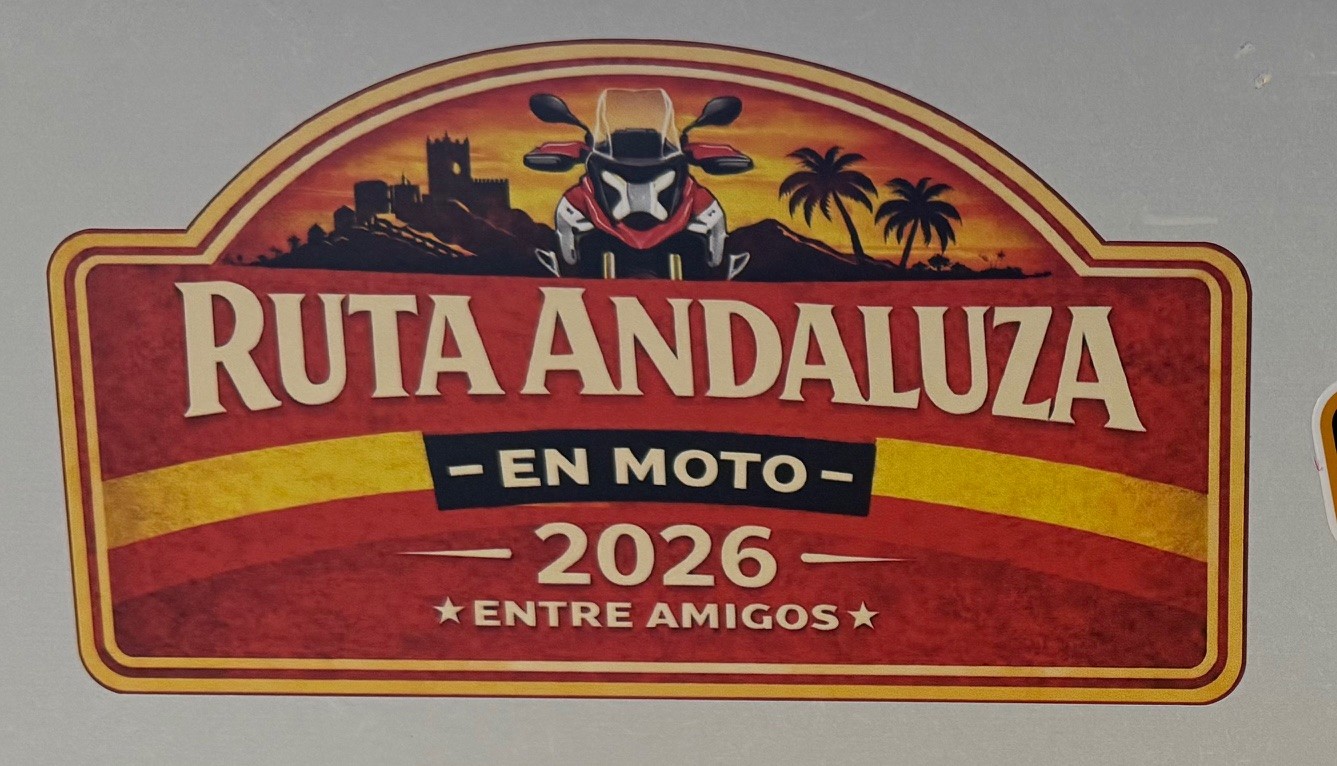 RUTA ANDALUZA
- EN MOTO -
2026
★ ENTRE AMIGOS ★